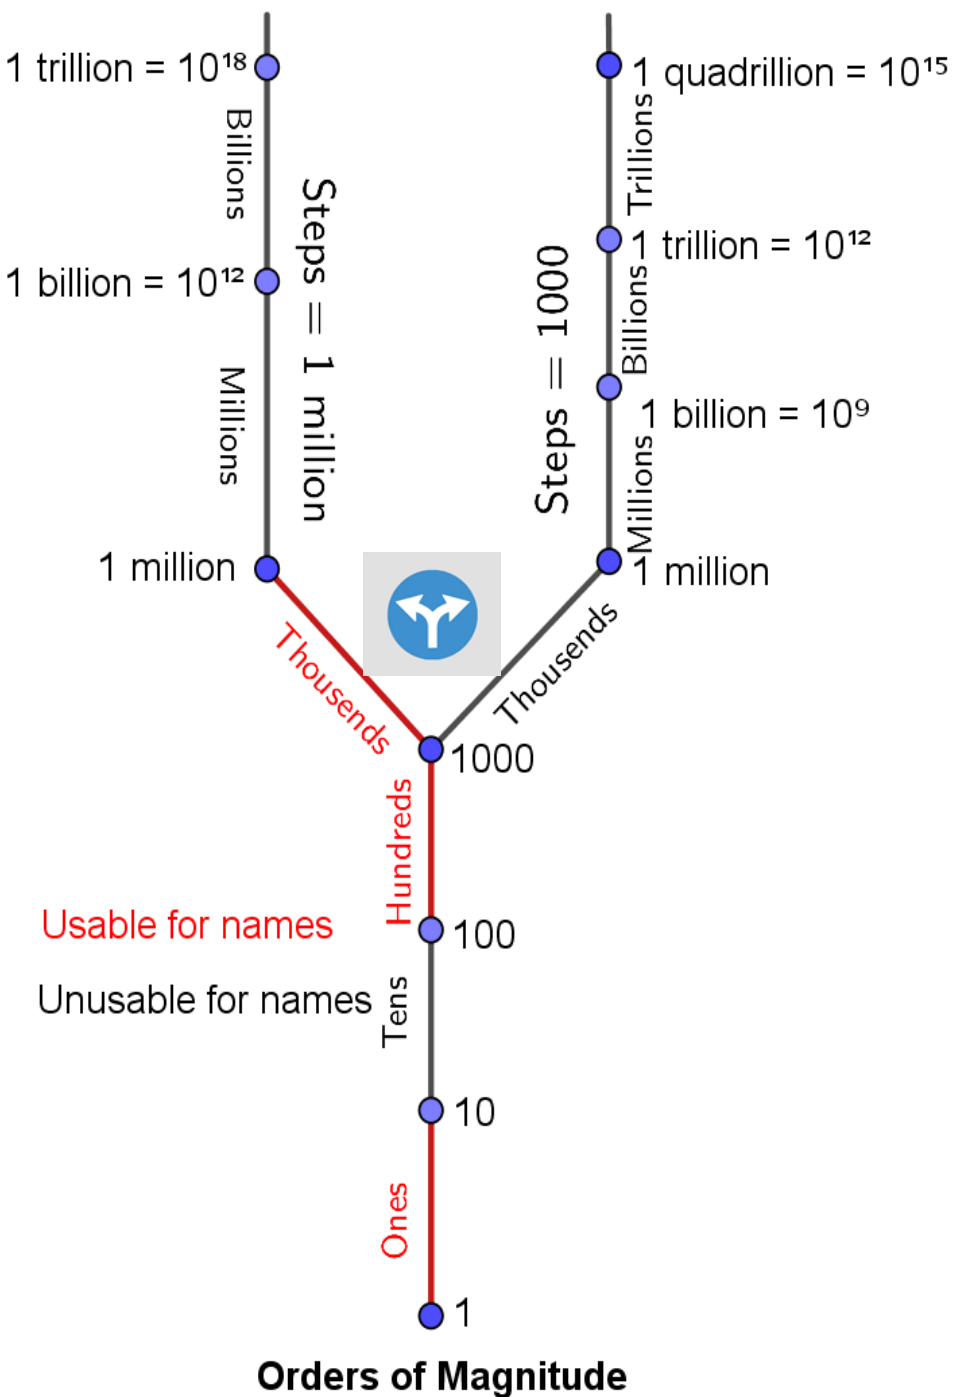 1 trillion = 10¹⁸
1 quadrillion = 10¹⁵
Billions
Trillions
Steps = 1 million
1 trillion = 10¹²
1 billion = 10¹²
Steps = 1000
Billions
Millions
1 billion = 10⁹
Millions
1 million
1 million
Thousends
Thousends
1000
Hundreds
Usable for names
100
Unusable for names
Tens
10
Ones
1
Orders of Magnitude